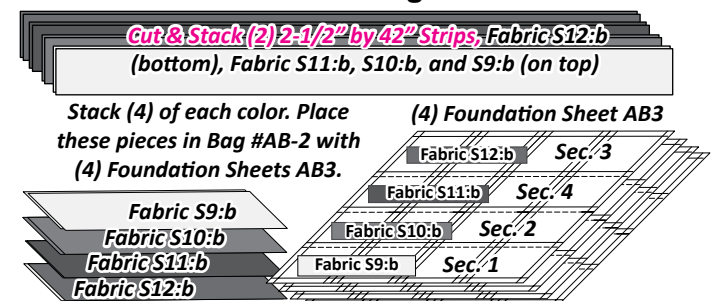 Cut & Stack (2) 2-1/2” by 42” Strips, Fabric S12:b
(bottom), Fabric S11:b, S10:b, and S9:b (on top)
Stack (4) of each color. Place
these pieces in Bag #AB-2 with
(4) Foundation Sheets AB3.
(4) Foundation Sheet AB3
Fabric S12:b Sec. 3
Fabric S11:b Sec. 4
Fabric S10:b Sec. 2
Fabric S9:b Sec. 1
Fabric S9:b
Fabric S10:b
Fabric S11:b
Fabric S12:b